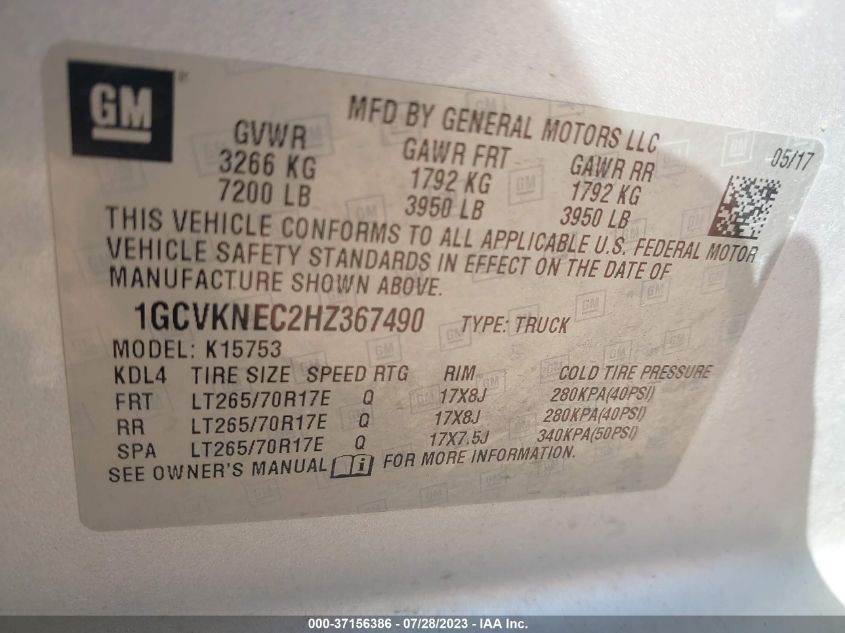 GM
MFD BY GENERAL MOTORS LLC
05/17
GVWR GAWR FRT GAWR RR
3266 KG 1792 KG 1792 KG
7200 LB 3950 LB 3950 LB
THIS VEHICLE CONFORMS TO ALL APPLICABLE U.S. FEDERAL MOTOR
VEHICLE SAFETY STANDARDS IN EFFECT ON THE DATE OF
MANUFACTURE SHOWN ABOVE.
1GCVKNEC2HZ367490 TYPE: TRUCK
MODEL: K15753
KDL4 TIRE SIZE SPEED RTG RIM COLD TIRE PRESSURE
FRT LT265/70R17E Q 17X8J 280KPA(40PSI)
RR LT265/70R17E Q 17X8J 280KPA(40PSI)
SPA LT265/70R17E Q 17X7.5J 340KPA(50PSI)
SEE OWNER'S MANUAL i FOR MORE INFORMATION.
000-37156386 - 07/28/2023 - IAA Inc.